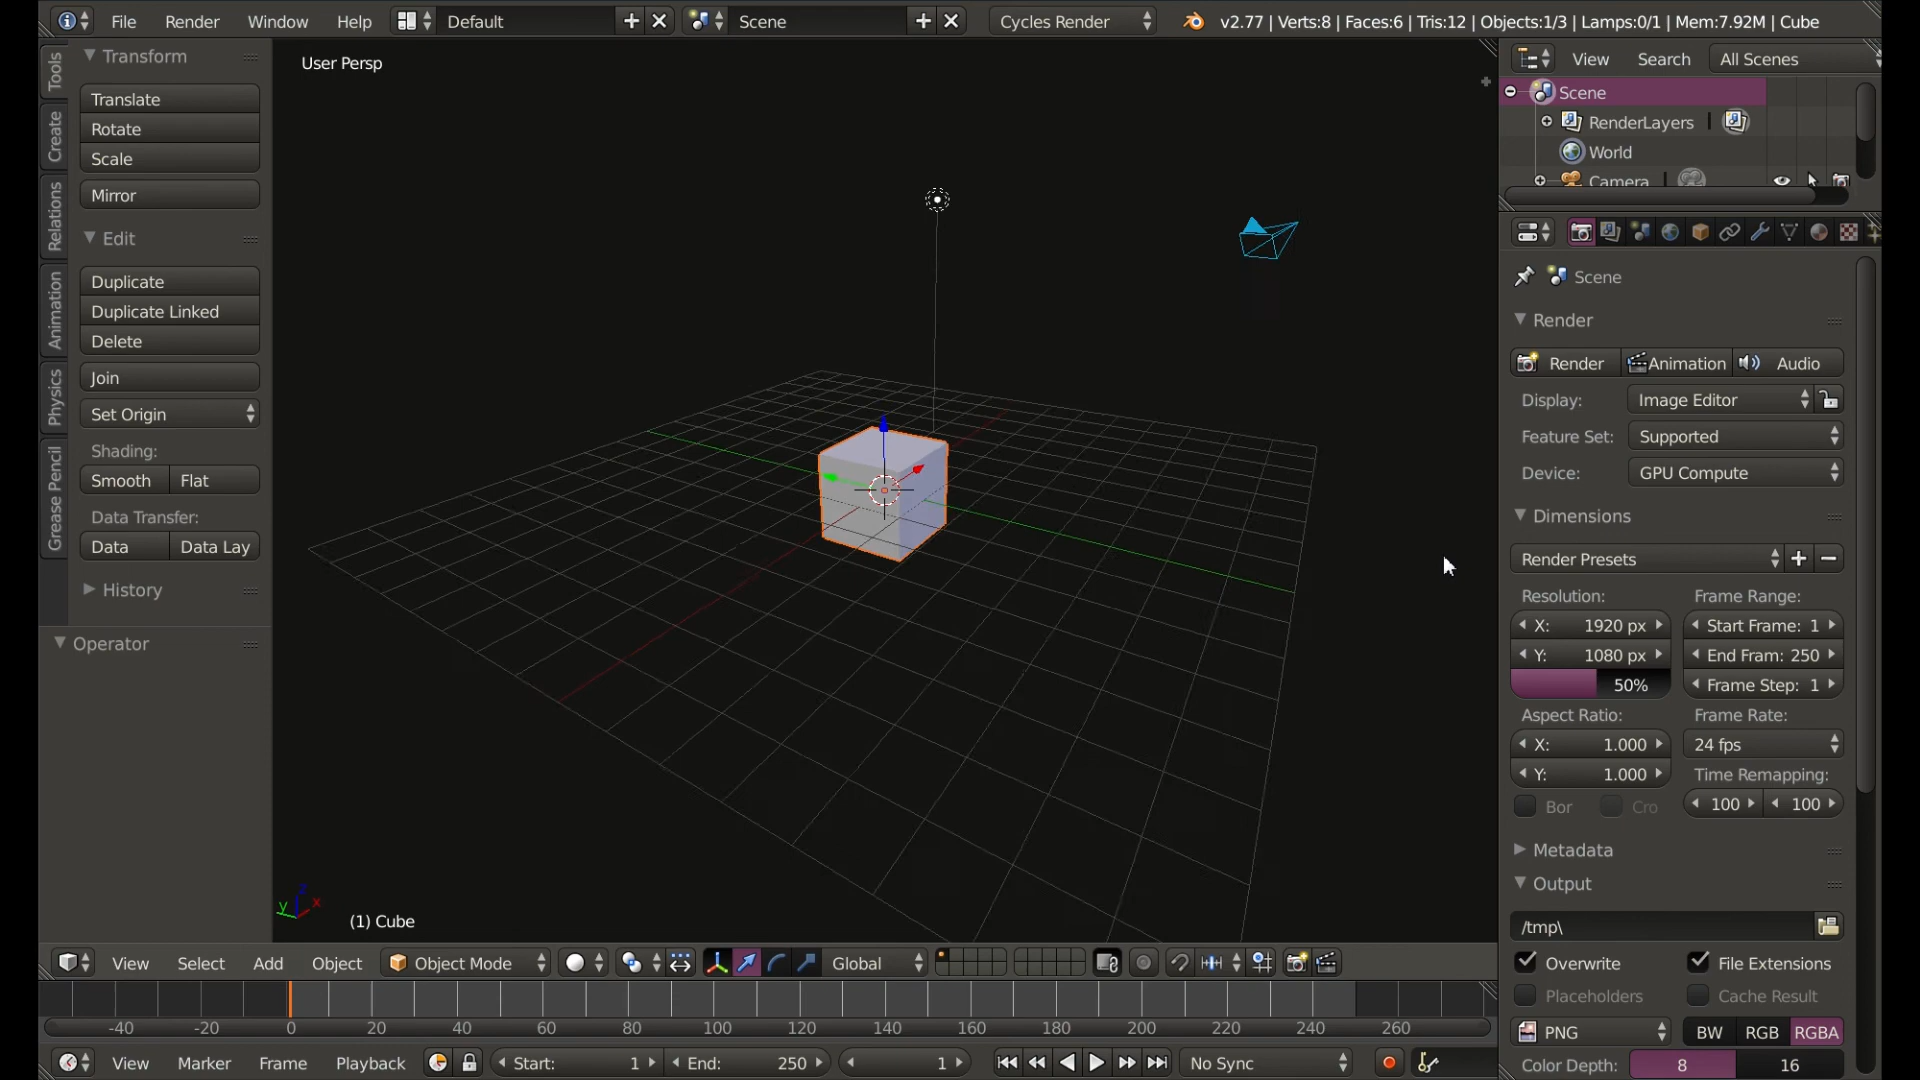 File Render Window Help Default Scene Cycles Render v2.77 | Verts:8 | Faces:6 | Tris:12 | Objects:1/3 | Lamps:0/1 | Mem:7.92M | Cube
Tools
Create
Relations
Animation
Physics
Grease Pencil
Transform
Translate
Rotate
Scale
Mirror
Edit
Duplicate
Duplicate Linked
Delete
Join
Set Origin
Shading:
Smooth Flat
Data Transfer:
Data Data Lay
History
Operator
User Persp
y z x
(1) Cube
View Search All Scenes
Scene
RenderLayers
World
Camera
Scene
Render
Render Animation Audio
Display: Image Editor
Feature Set: Supported
Device: GPU Compute
Dimensions
Render Presets
Resolution: Frame Range:
X: 1920 px Start Frame: 1
Y: 1080 px End Fram: 250
50% Frame Step: 1
Aspect Ratio: Frame Rate:
X: 1.000 24 fps
Y: 1.000 Time Remapping:
Bor Cro 100 100
Metadata
Output
/tmp\
Overwrite File Extensions
Placeholders Cache Result
PNG BW RGB RGBA
Color Depth: 8 16
View Select Add Object Object Mode Global
-40 -20 0 20 40 60 80 100 120 140 160 180 200 220 240 260
View Marker Frame Playback Start: 1 End: 250 1 No Sync